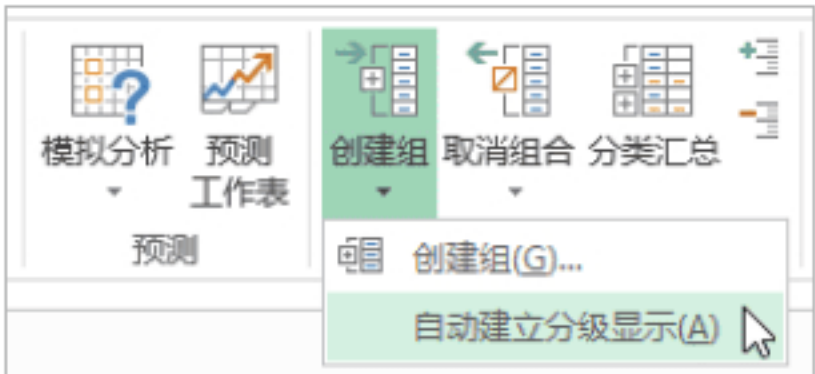 模拟分析
预测
工作表
创建组
取消组合
分类汇总
预测
创建组(G)...
自动建立分级显示(A)